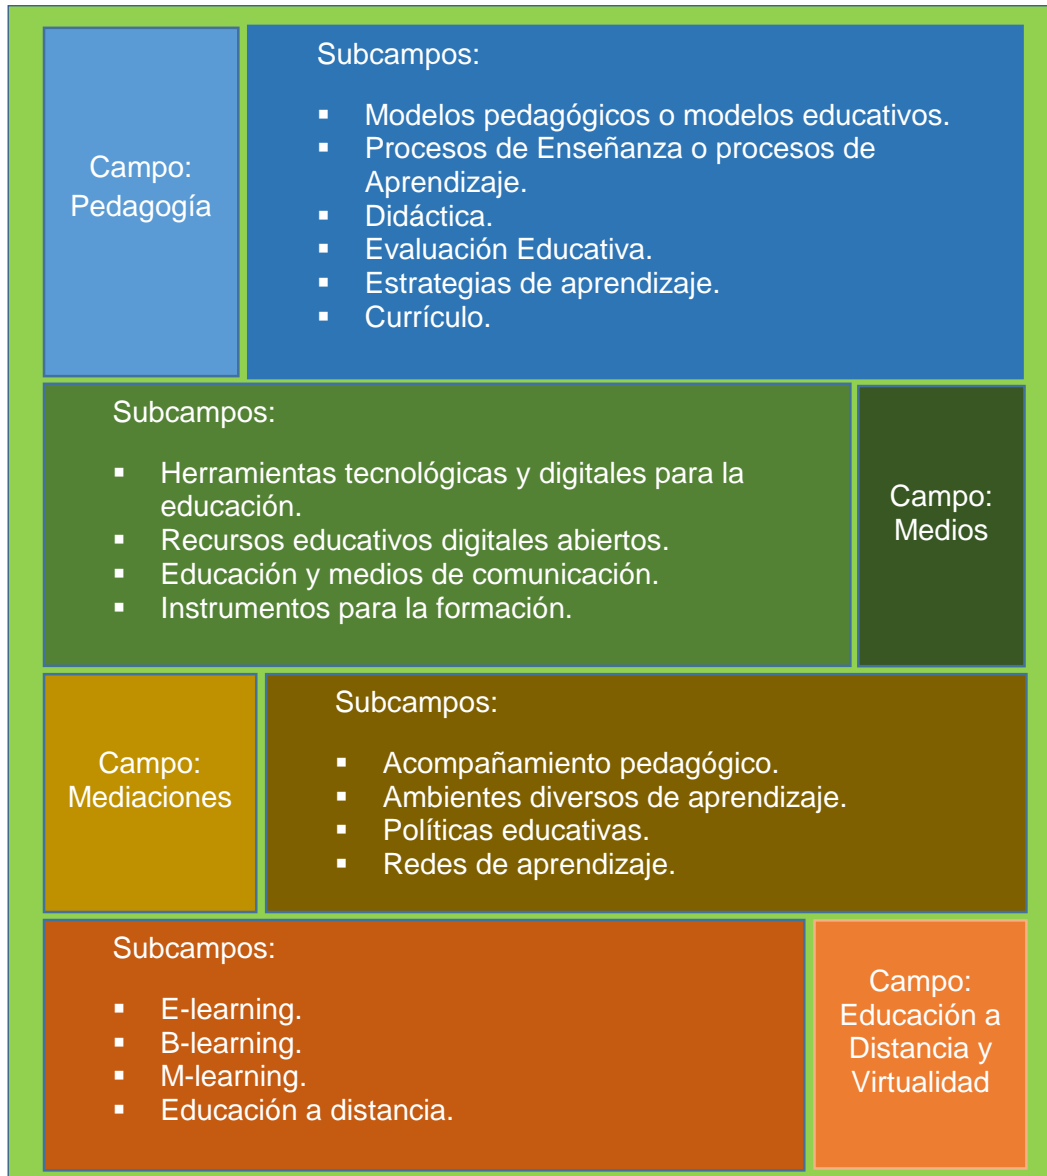 Campo:
Pedagogía
Subcampos:
▪ Modelos pedagógicos o modelos educativos.
▪ Procesos de Enseñanza o procesos de
Aprendizaje.
▪ Didáctica.
▪ Evaluación Educativa.
▪ Estrategias de aprendizaje.
▪ Currículo.
Subcampos:
▪ Herramientas tecnológicas y digitales para la
educación.
▪ Recursos educativos digitales abiertos.
▪ Educación y medios de comunicación.
▪ Instrumentos para la formación.
Campo:
Medios
Campo:
Mediaciones
Subcampos:
▪ Acompañamiento pedagógico.
▪ Ambientes diversos de aprendizaje.
▪ Políticas educativas.
▪ Redes de aprendizaje.
Subcampos:
▪ E-learning.
▪ B-learning.
▪ M-learning.
▪ Educación a distancia.
Campo:
Educación a
Distancia y
Virtualidad